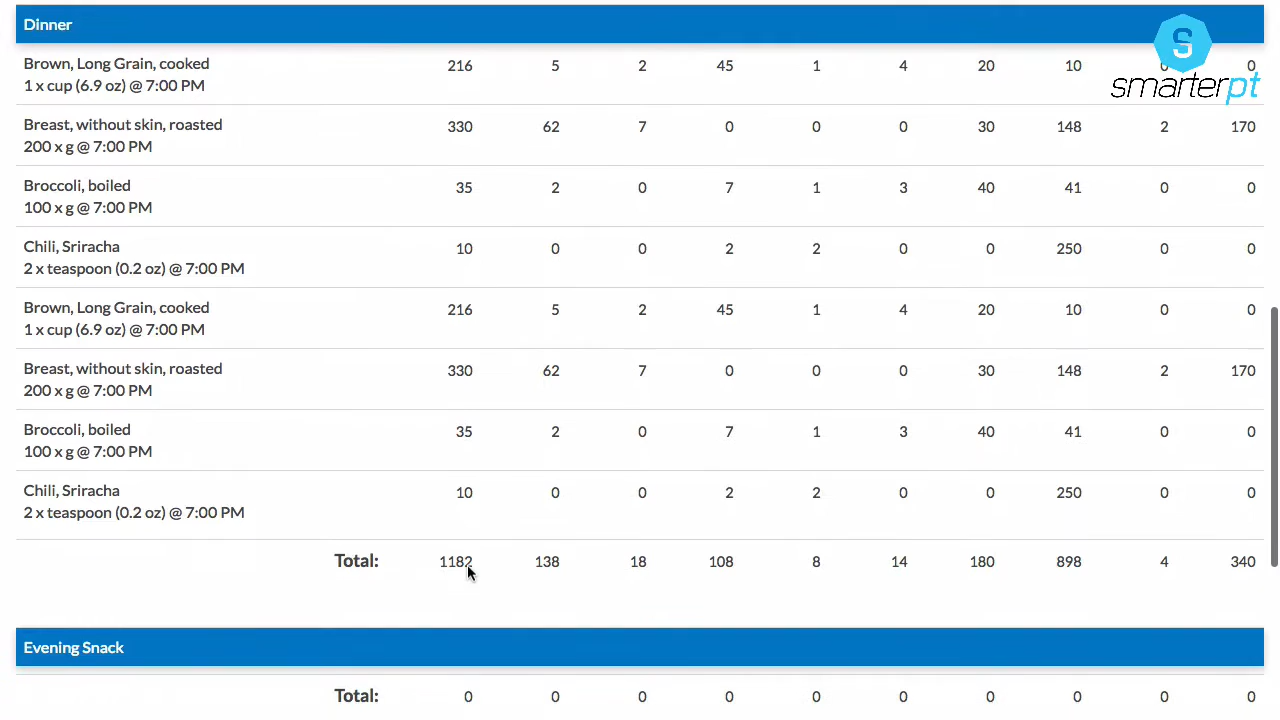 Dinner
S
smarterpt
Brown, Long Grain, cooked 216 5 2 45 1 4 20 10 0 0
1 x cup (6.9 oz) @ 7:00 PM
Breast, without skin, roasted 330 62 7 0 0 0 30 148 2 170
200 x g @ 7:00 PM
Broccoli, boiled 35 2 0 7 1 3 40 41 0 0
100 x g @ 7:00 PM
Chili, Sriracha 10 0 0 2 2 0 0 250 0 0
2 x teaspoon (0.2 oz) @ 7:00 PM
Brown, Long Grain, cooked 216 5 2 45 1 4 20 10 0 0
1 x cup (6.9 oz) @ 7:00 PM
Breast, without skin, roasted 330 62 7 0 0 0 30 148 2 170
200 x g @ 7:00 PM
Broccoli, boiled 35 2 0 7 1 3 40 41 0 0
100 x g @ 7:00 PM
Chili, Sriracha 10 0 0 2 2 0 0 250 0 0
2 x teaspoon (0.2 oz) @ 7:00 PM
Total: 1182 138 18 108 8 14 180 898 4 340
Evening Snack
Total: 0 0 0 0 0 0 0 0 0 0